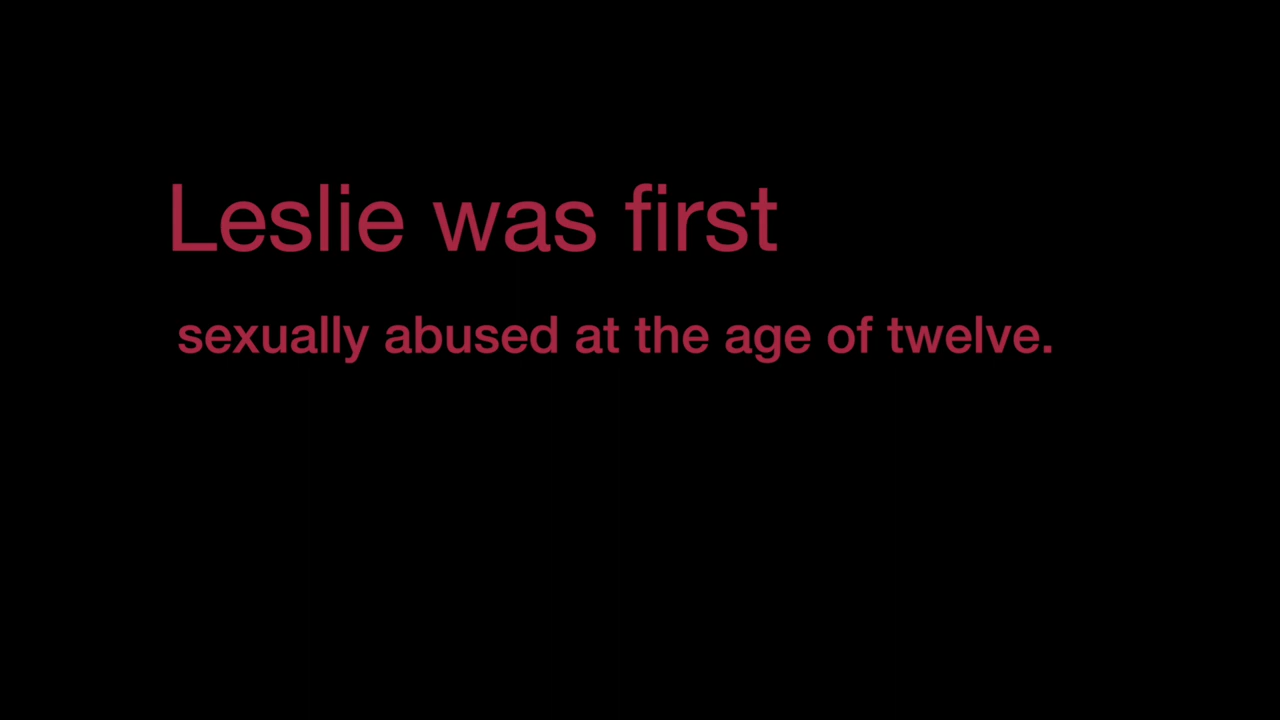 Leslie was first
sexually abused at the age of twelve.